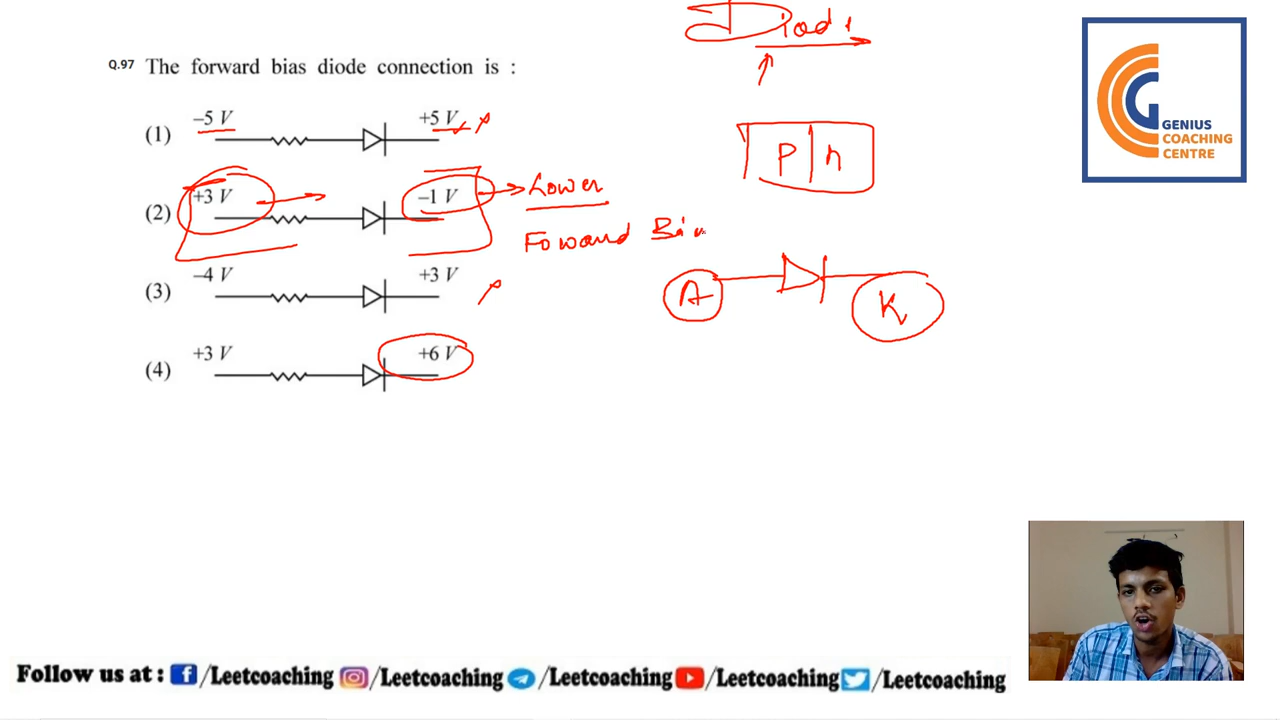 Diode
Q.97 The forward bias diode connection is :
(1) –5 V +5 V
P n
GENIUS
COACHING
CENTRE
(2) +3 V –1 V Lower
Foward Bi
(3) –4 V +3 V
A K
(4) +3 V +6 V
Follow us at : f /Leetcoaching /Leetcoaching /Leetcoaching /Leetcoaching /Leetcoaching